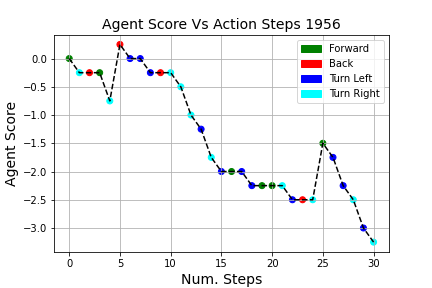 Agent Score Vs Action Steps 1956
Forward
Back
Turn Left
Turn Right
Agent Score
0.0
−0.5
−1.0
−1.5
−2.0
−2.5
−3.0
0 5 10 15 20 25 30
Num. Steps